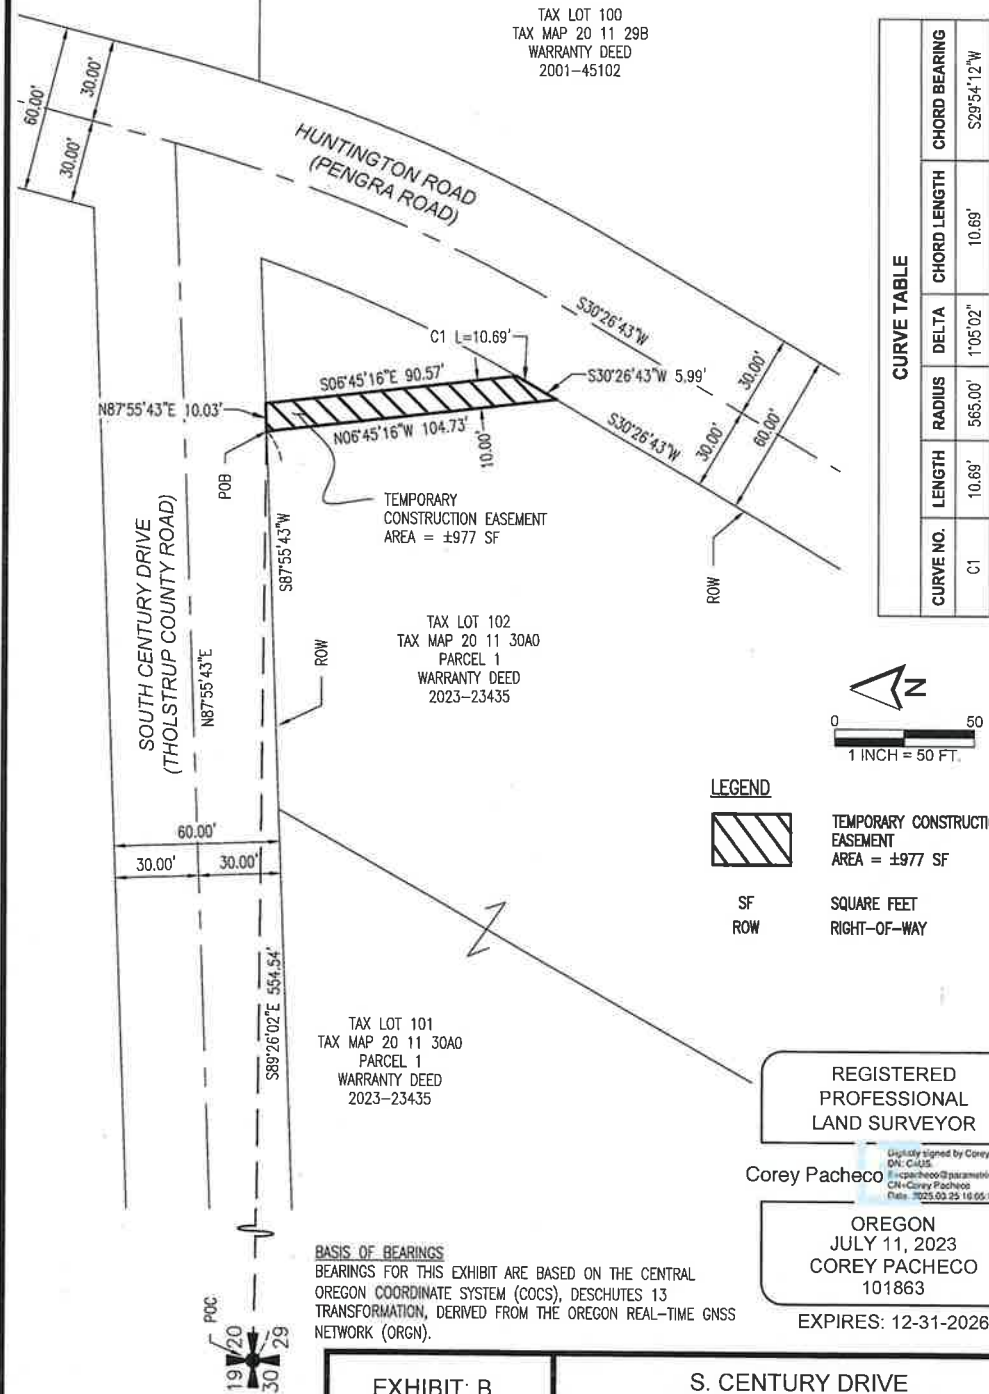 TAX LOT 100
TAX MAP 20 11 29B
WARRANTY DEED
2001-45102
60.00'
30.00'
30.00'
HUNTINGTON ROAD
(PENGRA ROAD)
S30°26'43"W
C1 L=10.69'
S06°45'16"E 90.57'
S30°26'43"W 5.99'
N87°55'43"E 10.03'
N06°45'16"W 104.73'
10.00'
S30°26'43"W
30.00'
30.00'
60.00'
POB
TEMPORARY
CONSTRUCTION EASEMENT
AREA = ±977 SF
S87°55'43"W
ROW
SOUTH CENTURY DRIVE
(THOLSTRUP COUNTY ROAD)
N87°55'43"E
ROW
TAX LOT 102
TAX MAP 20 11 30A0
PARCEL 1
WARRANTY DEED
2023-23435
CURVE TABLE
CURVE NO. LENGTH RADIUS DELTA CHORD LENGTH CHORD BEARING
C1 10.69' 565.00' 1°05'02" 10.69' S29°54'12"W
N
0 50
1 INCH = 50 FT.
LEGEND
TEMPORARY CONSTRUCTI
EASEMENT
AREA = ±977 SF
SF SQUARE FEET
ROW RIGHT-OF-WAY
60.00'
30.00' 30.00'
S89°26'02"E 554.54'
TAX LOT 101
TAX MAP 20 11 30A0
PARCEL 1
WARRANTY DEED
2023-23435
REGISTERED
PROFESSIONAL
LAND SURVEYOR
Corey Pacheco
Digitally signed by Corey
DN: C=US,
CN=Corey Pacheco
OREGON
JULY 11, 2023
COREY PACHECO
101863
EXPIRES: 12-31-2026
BASIS OF BEARINGS
BEARINGS FOR THIS EXHIBIT ARE BASED ON THE CENTRAL
OREGON COORDINATE SYSTEM (COCS), DESCHUTES 13
TRANSFORMATION, DERIVED FROM THE OREGON REAL-TIME GNSS
NETWORK (ORGN).
POC
19 20
30 29
EXHIBIT: B
S. CENTURY DRIVE